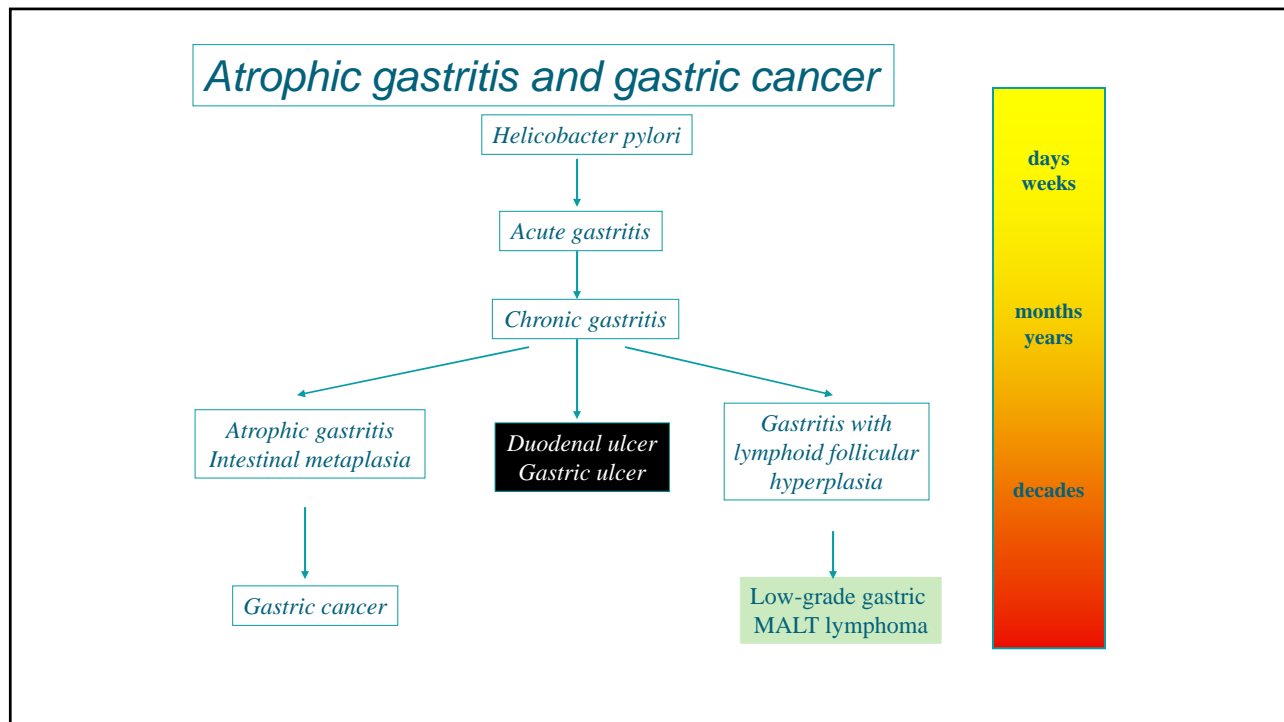 Atrophic gastritis and gastric cancer
Helicobacter pylori
Acute gastritis
Chronic gastritis
Atrophic gastritis
Intestinal metaplasia
Duodenal ulcer
Gastric ulcer
Gastritis with
lymphoid follicular
hyperplasia
Gastric cancer
Low-grade gastric
MALT lymphoma
days
weeks
months
years
decades